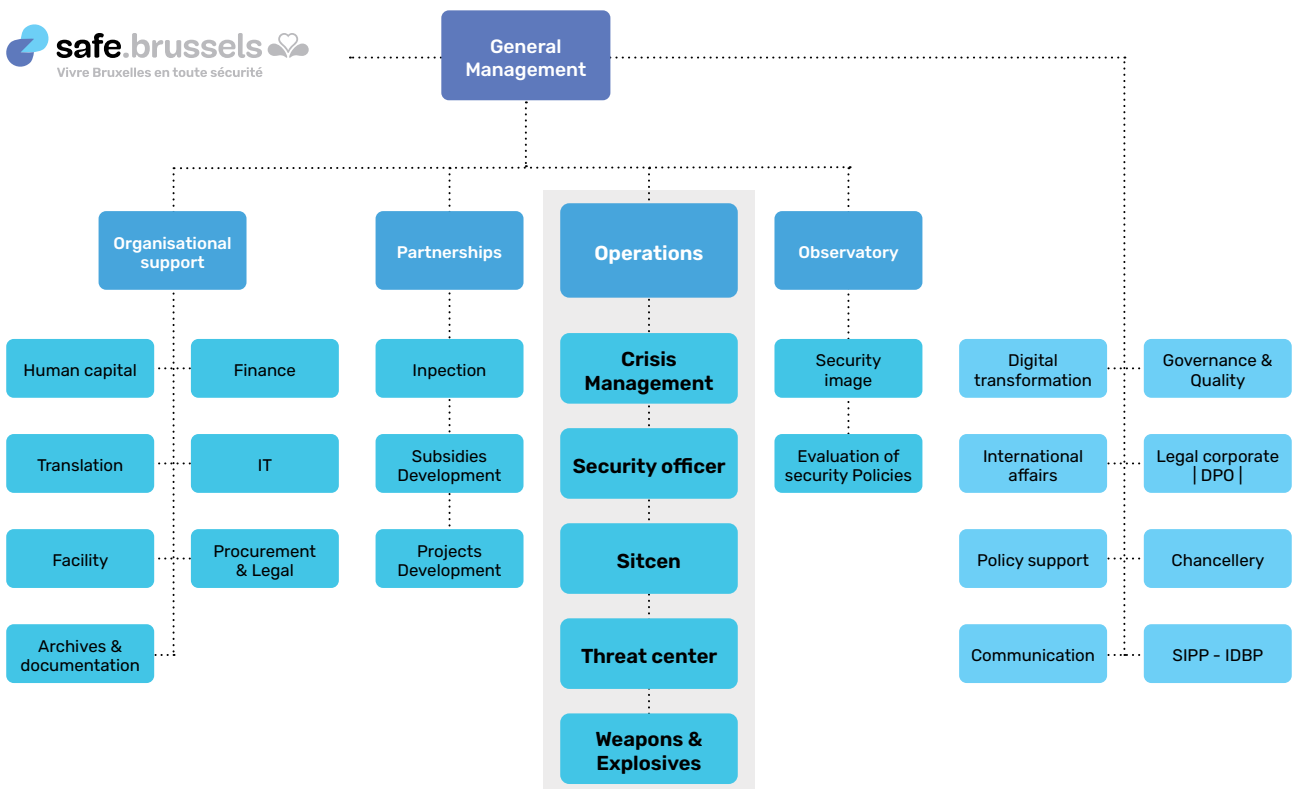 safe.brussels
Vivre Bruxelles en toute sécurité
General
Management
Organisational
support
Partnerships
Operations
Observatory
Human capital
Finance
Translation
IT
Facility
Procurement
& Legal
Archives &
documentation
Inpection
Subsidies
Development
Projects
Development
Crisis
Management
Security officer
Sitcen
Threat center
Weapons &
Explosives
Security
image
Evaluation of
security Policies
Digital
transformation
Governance &
Quality
International
affairs
Legal corporate
| DPO |
Policy support
Chancellery
Communication
SIPP - IDBP